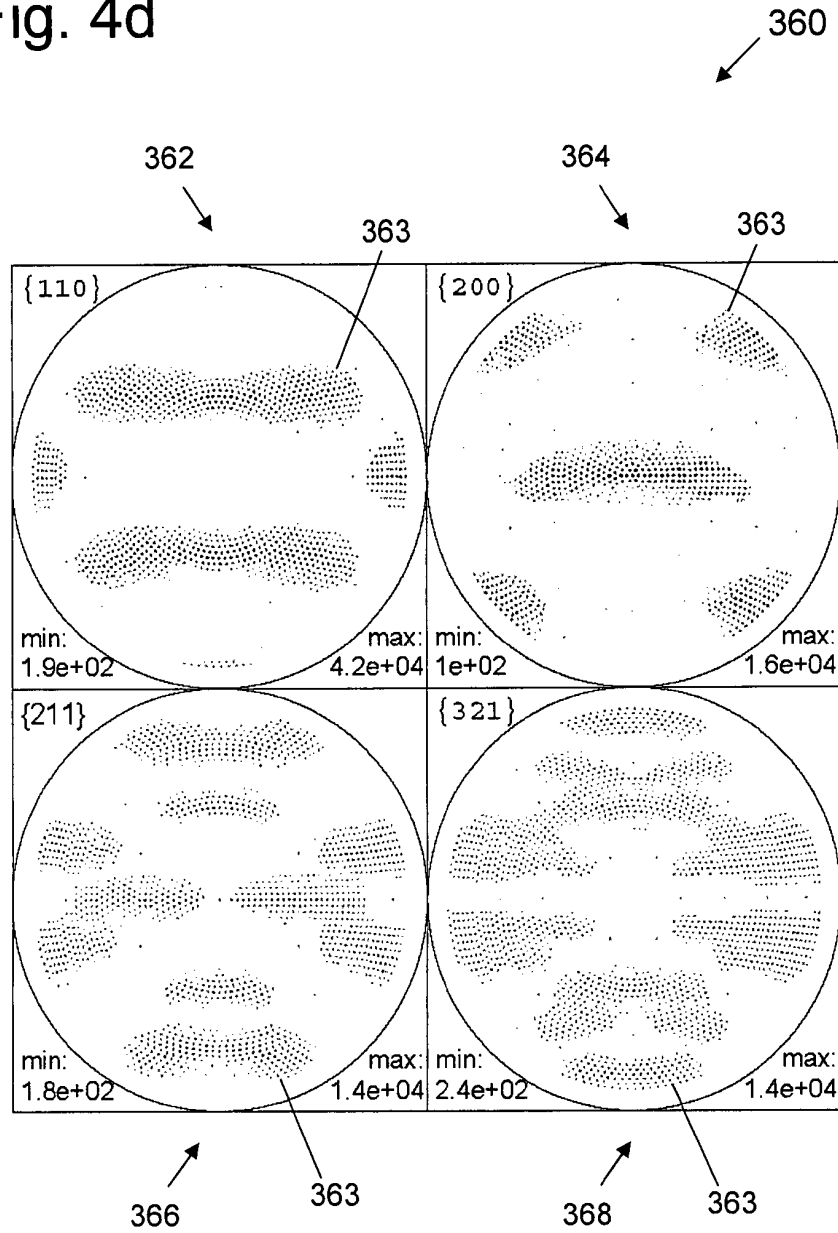 Fig. 4d
360
362
364
363
363
{110}
{200}
min:
1.9e+02
max:
4.2e+04
min:
1e+02
max:
1.6e+04
{211}
{321}
min:
1.8e+02
max:
1.4e+04
min:
2.4e+02
max:
1.4e+04
366
363
368
363